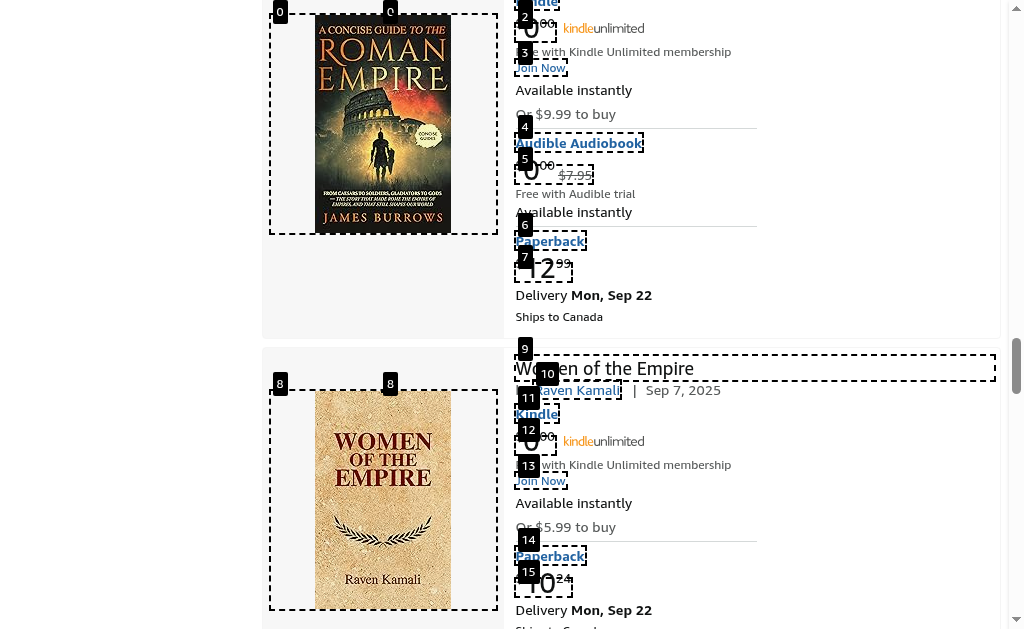 A CONCISE GUIDE TO THE
ROMAN
EMPIRE
CONCISE
GUIDES
FROM CAESARS TO SOLDIERS, GLADIATORS TO GODS
— THE STORY THAT MADE ROME THE EMPIRE OF
EMPIRES, AND THAT STILL SHAPES OUR WORLD
JAMES BURROWS
0
0
Kindle
2
00
kindleunlimited
3
Free with Kindle Unlimited membership
Join Now
Available instantly
Or $9.99 to buy
4
Audible Audiobook
5
0 00 $7.95
Free with Audible trial
Available instantly
6
Paperback
7
12 99
Delivery Mon, Sep 22
Ships to Canada
8
8
WOMEN
OF THE
EMPIRE
Raven Kamali
9
Women of the Empire
10
Raven Kamali | Sep 7, 2025
11
Kindle
12
0 00 kindleunlimited
13
with Kindle Unlimited membership
Join Now
Available instantly
Or $5.99 to buy
14
Paperback
15
10 24
Delivery Mon, Sep 22